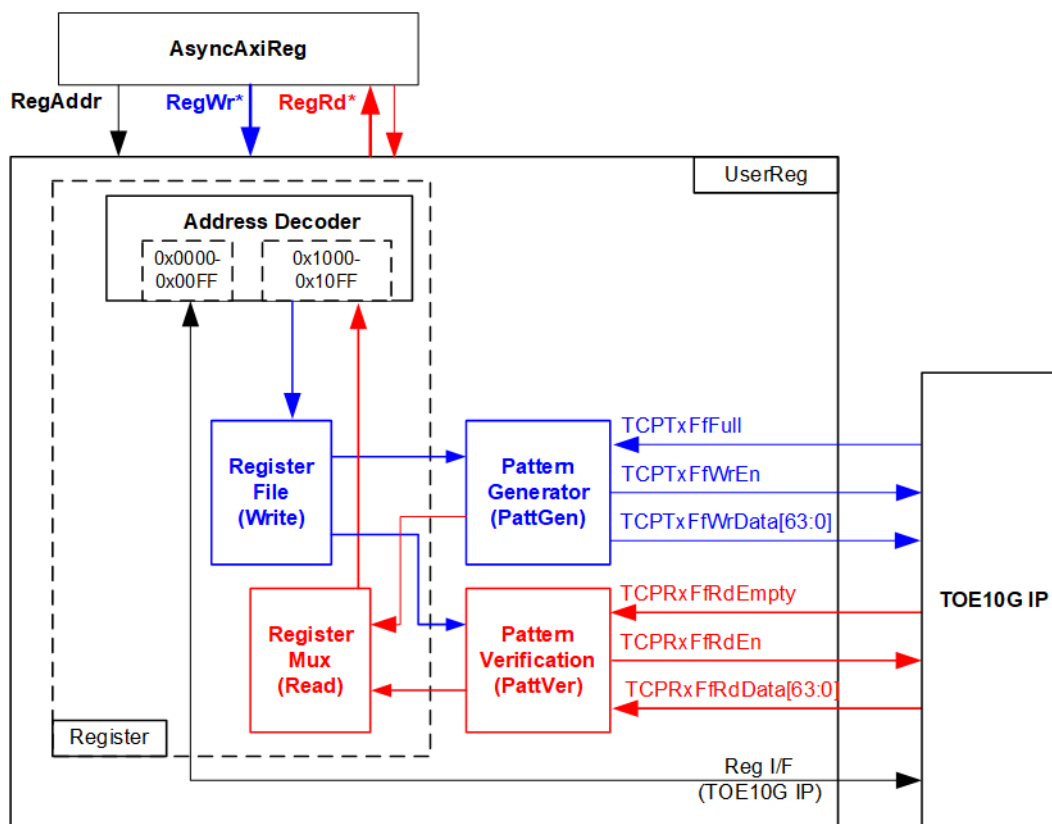 AsyncAxiReg
RegAddr
RegWr*
RegRd*
UserReg
Address Decoder
0x0000-
0x00FF
0x1000-
0x10FF
Register
File
(Write)
Pattern
Generator
(PattGen)
TCPTxFfFull
TCPTxFfWrEn
TCPTxFfWrData[63:0]
Register
Mux
(Read)
Pattern
Verification
(PattVer)
TCPRxFfRdEmpty
TCPRxFfRdEn
TCPRxFfRdData[63:0]
TOE10G IP
Register
Reg I/F
(TOE10G IP)